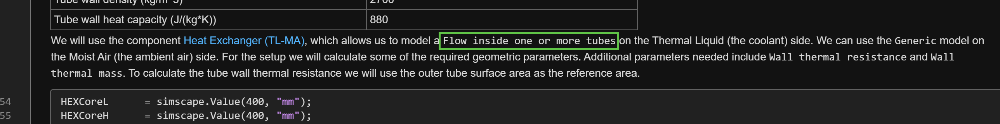 Tube wall density (kg/m^3) 2700
Tube wall heat capacity (J/(kg*K)) 880
We will use the component Heat Exchanger (TL-MA), which allows us to model a Flow inside one or more tubes on the Thermal Liquid (the coolant) side. We can use the Generic model on
the Moist Air (the ambient air) side. For the setup we will calculate some of the required geometric parameters. Additional parameters needed include Wall thermal resistance and Wall
thermal mass. To calculate the tube wall thermal resistance we will use the outer tube surface area as the reference area.
54 HEXCoreL = simscape.Value(400, "mm");
55 HEXCoreH = simscape.Value(400, "mm");